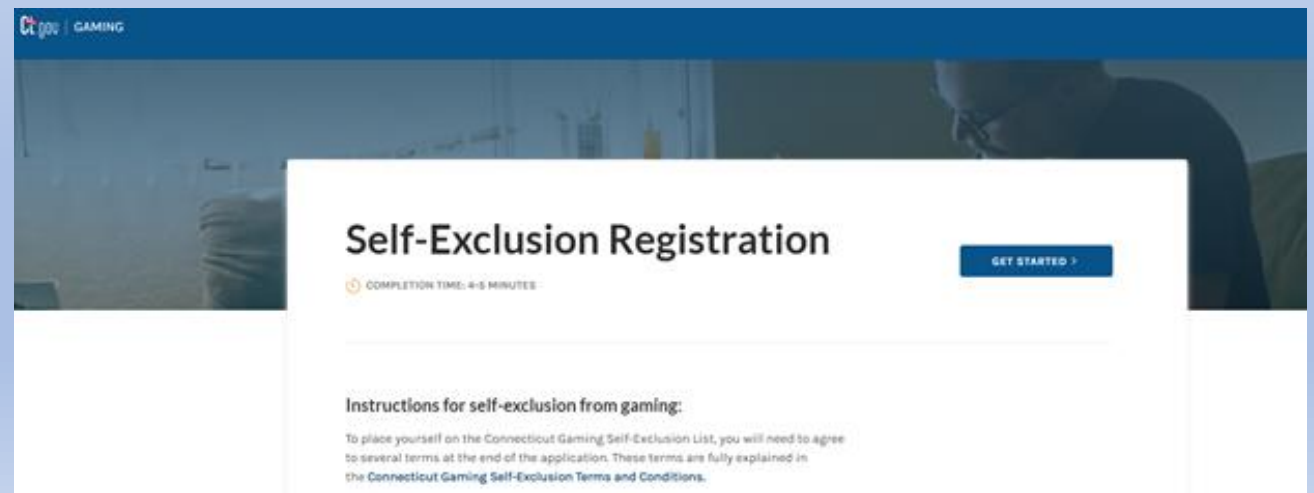 Ct.gov | GAMING
Self-Exclusion Registration
GET STARTED >
COMPLETION TIME: 4-5 MINUTES
Instructions for self-exclusion from gaming:
To place yourself on the Connecticut Gaming Self-Exclusion List, you will need to agree
to several terms at the end of the application. These terms are fully explained in
the Connecticut Gaming Self-Exclusion Terms and Conditions.